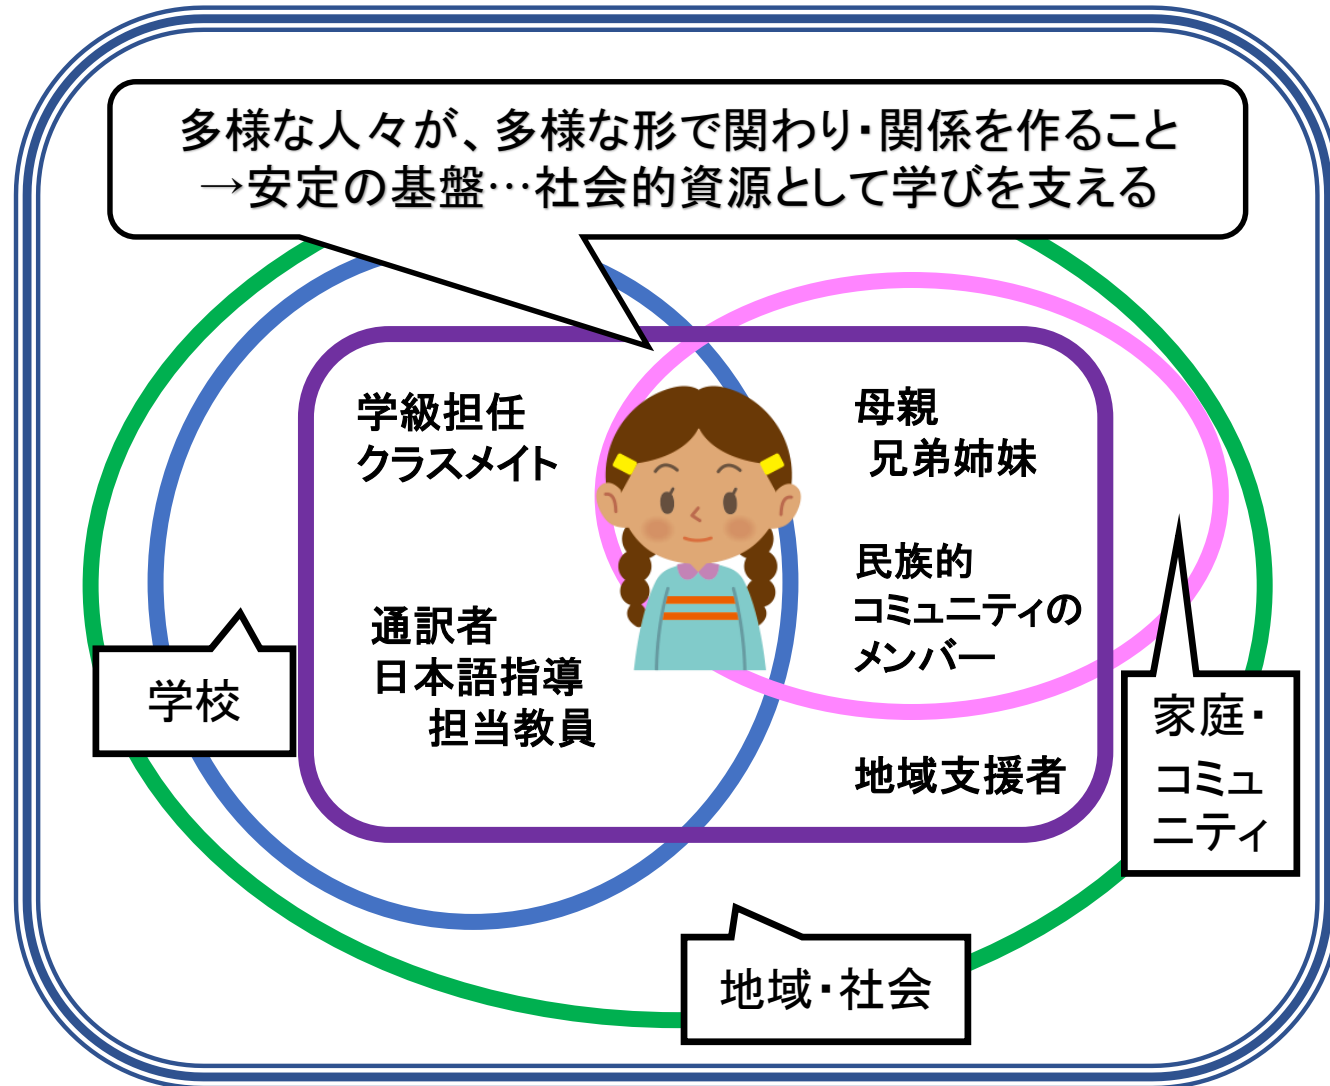 多様な人々が、多様な形で関わり・関係を作ること
→安定の基盤…社会的資源として学びを支える
学級担任
クラスメイト
母親
兄弟姉妹
民族的
コミュニティの
メンバー
通訳者
日本語指導
担当教員
地域支援者
学校
家庭・
コミュ
ニティ
地域・社会